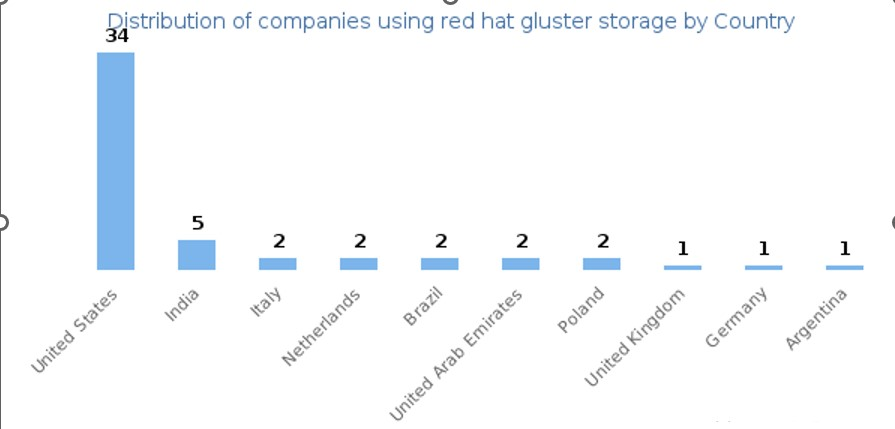 Distribution of companies using red hat gluster storage by Country
34
5
2
2
2
2
2
1
1
1
United States
India
Italy
Netherlands
Brazil
United Arab Emirates
Poland
United Kingdom
Germany
Argentina